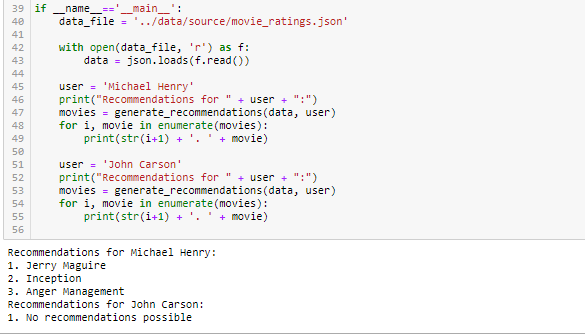 39 if __name__=='__main__':
40     data_file = '../data/source/movie_ratings.json'
41
42     with open(data_file, 'r') as f:
43         data = json.loads(f.read())
44
45     user = 'Michael Henry'
46     print("Recommendations for " + user + ":")
47     movies = generate_recommendations(data, user)
48     for i, movie in enumerate(movies):
49         print(str(i+1) + '. ' + movie)
50
51     user = 'John Carson'
52     print("Recommendations for " + user + ":")
53     movies = generate_recommendations(data, user)
54     for i, movie in enumerate(movies):
55         print(str(i+1) + '. ' + movie)
56
Recommendations for Michael Henry:
1. Jerry Maguire
2. Inception
3. Anger Management
Recommendations for John Carson:
1. No recommendations possible